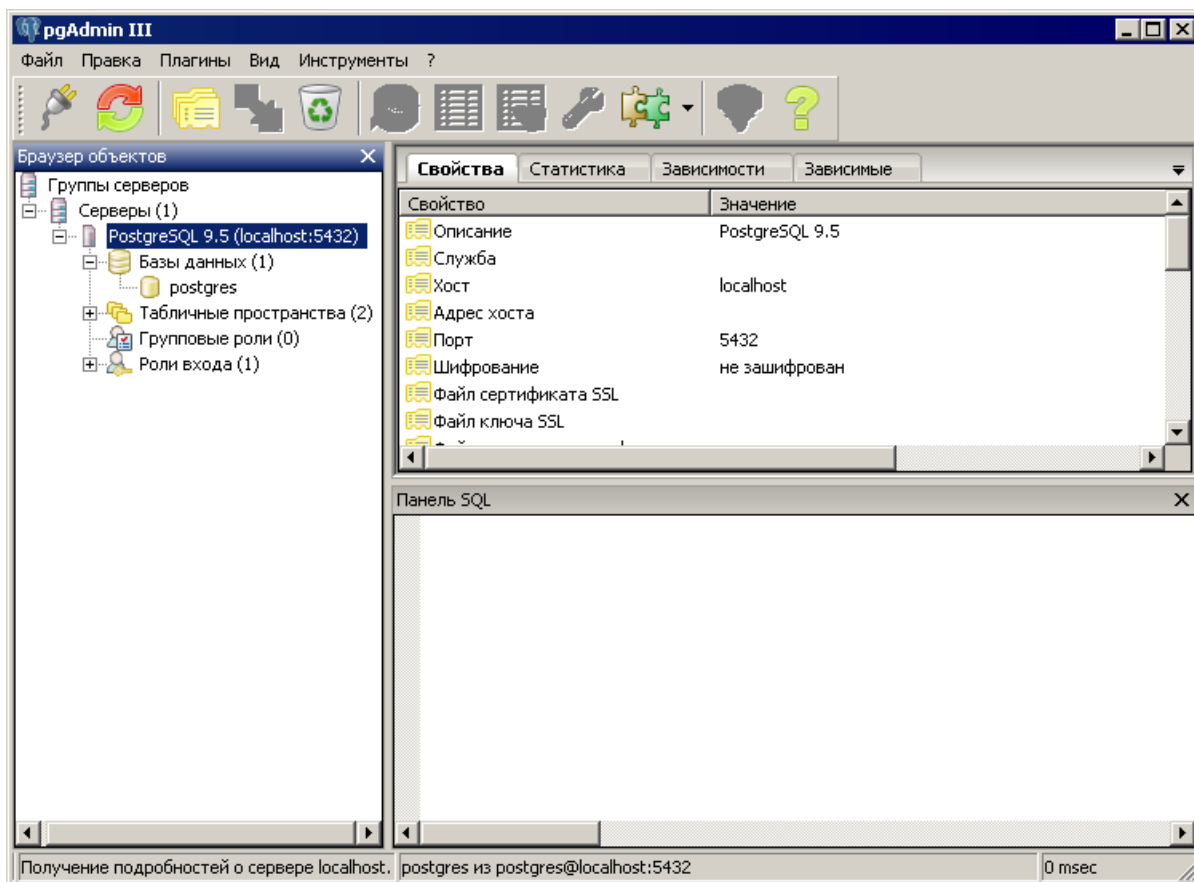 pgAdmin III
Файл Правка Плагины Вид Инструменты ?
Браузер объектов
Группы серверов
Серверы (1)
PostgreSQL 9.5 (localhost:5432)
Базы данных (1)
postgres
Табличные пространства (2)
Групповые роли (0)
Роли входа (1)
Свойства Статистика Зависимости Зависимые
Свойство Значение
Описание PostgreSQL 9.5
Служба
Хост localhost
Адрес хоста
Порт 5432
Шифрование не зашифрован
Файл сертификата SSL
Файл ключа SSL
Панель SQL
Получение подробностей о сервере localhost. postgres из postgres@localhost:5432 0 msec